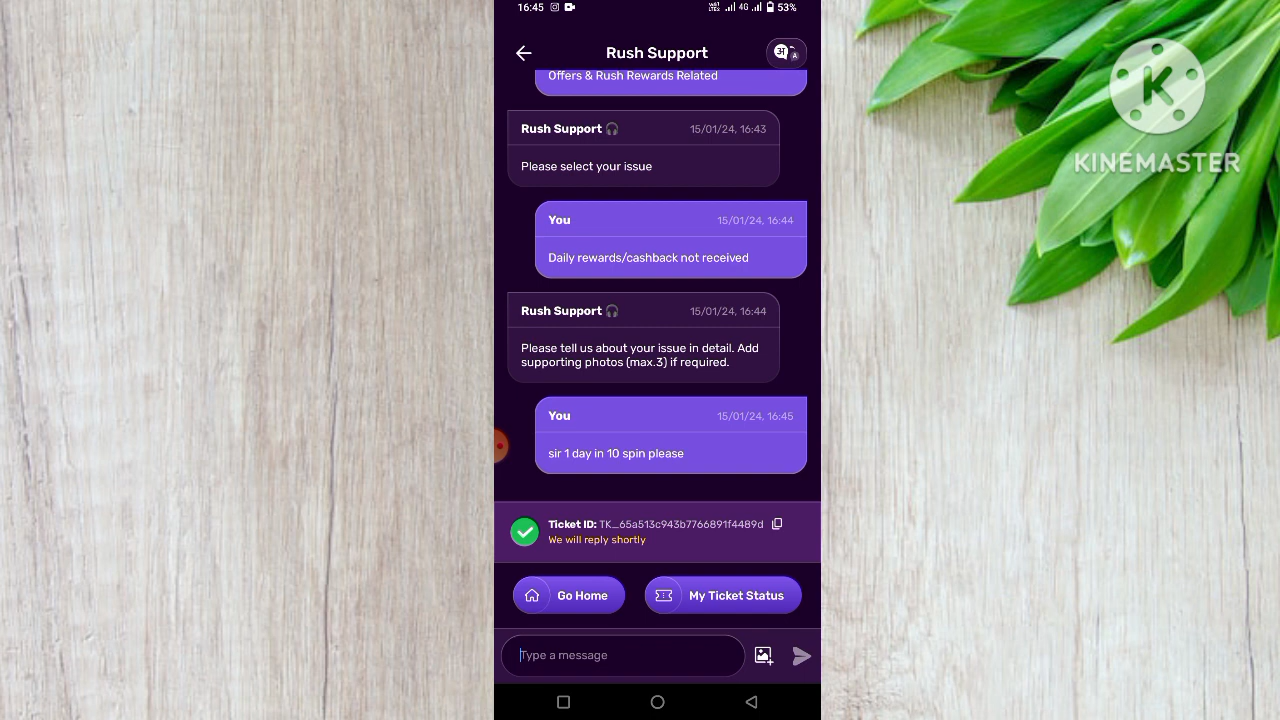 16:45
4G 53%
Rush Support
Offers & Rush Rewards Related
Rush Support 15/01/24, 16:43
Please select your issue
You 15/01/24, 16:44
Daily rewards/cashback not received
Rush Support 15/01/24, 16:44
Please tell us about your issue in detail. Add
supporting photos (max.3) if required.
You 15/01/24, 16:45
sir 1 day in 10 spin please
Ticket ID: TK_65a513c943b7766891f4489d
We will reply shortly
Go Home My Ticket Status
Type a message
K
KINEMASTER